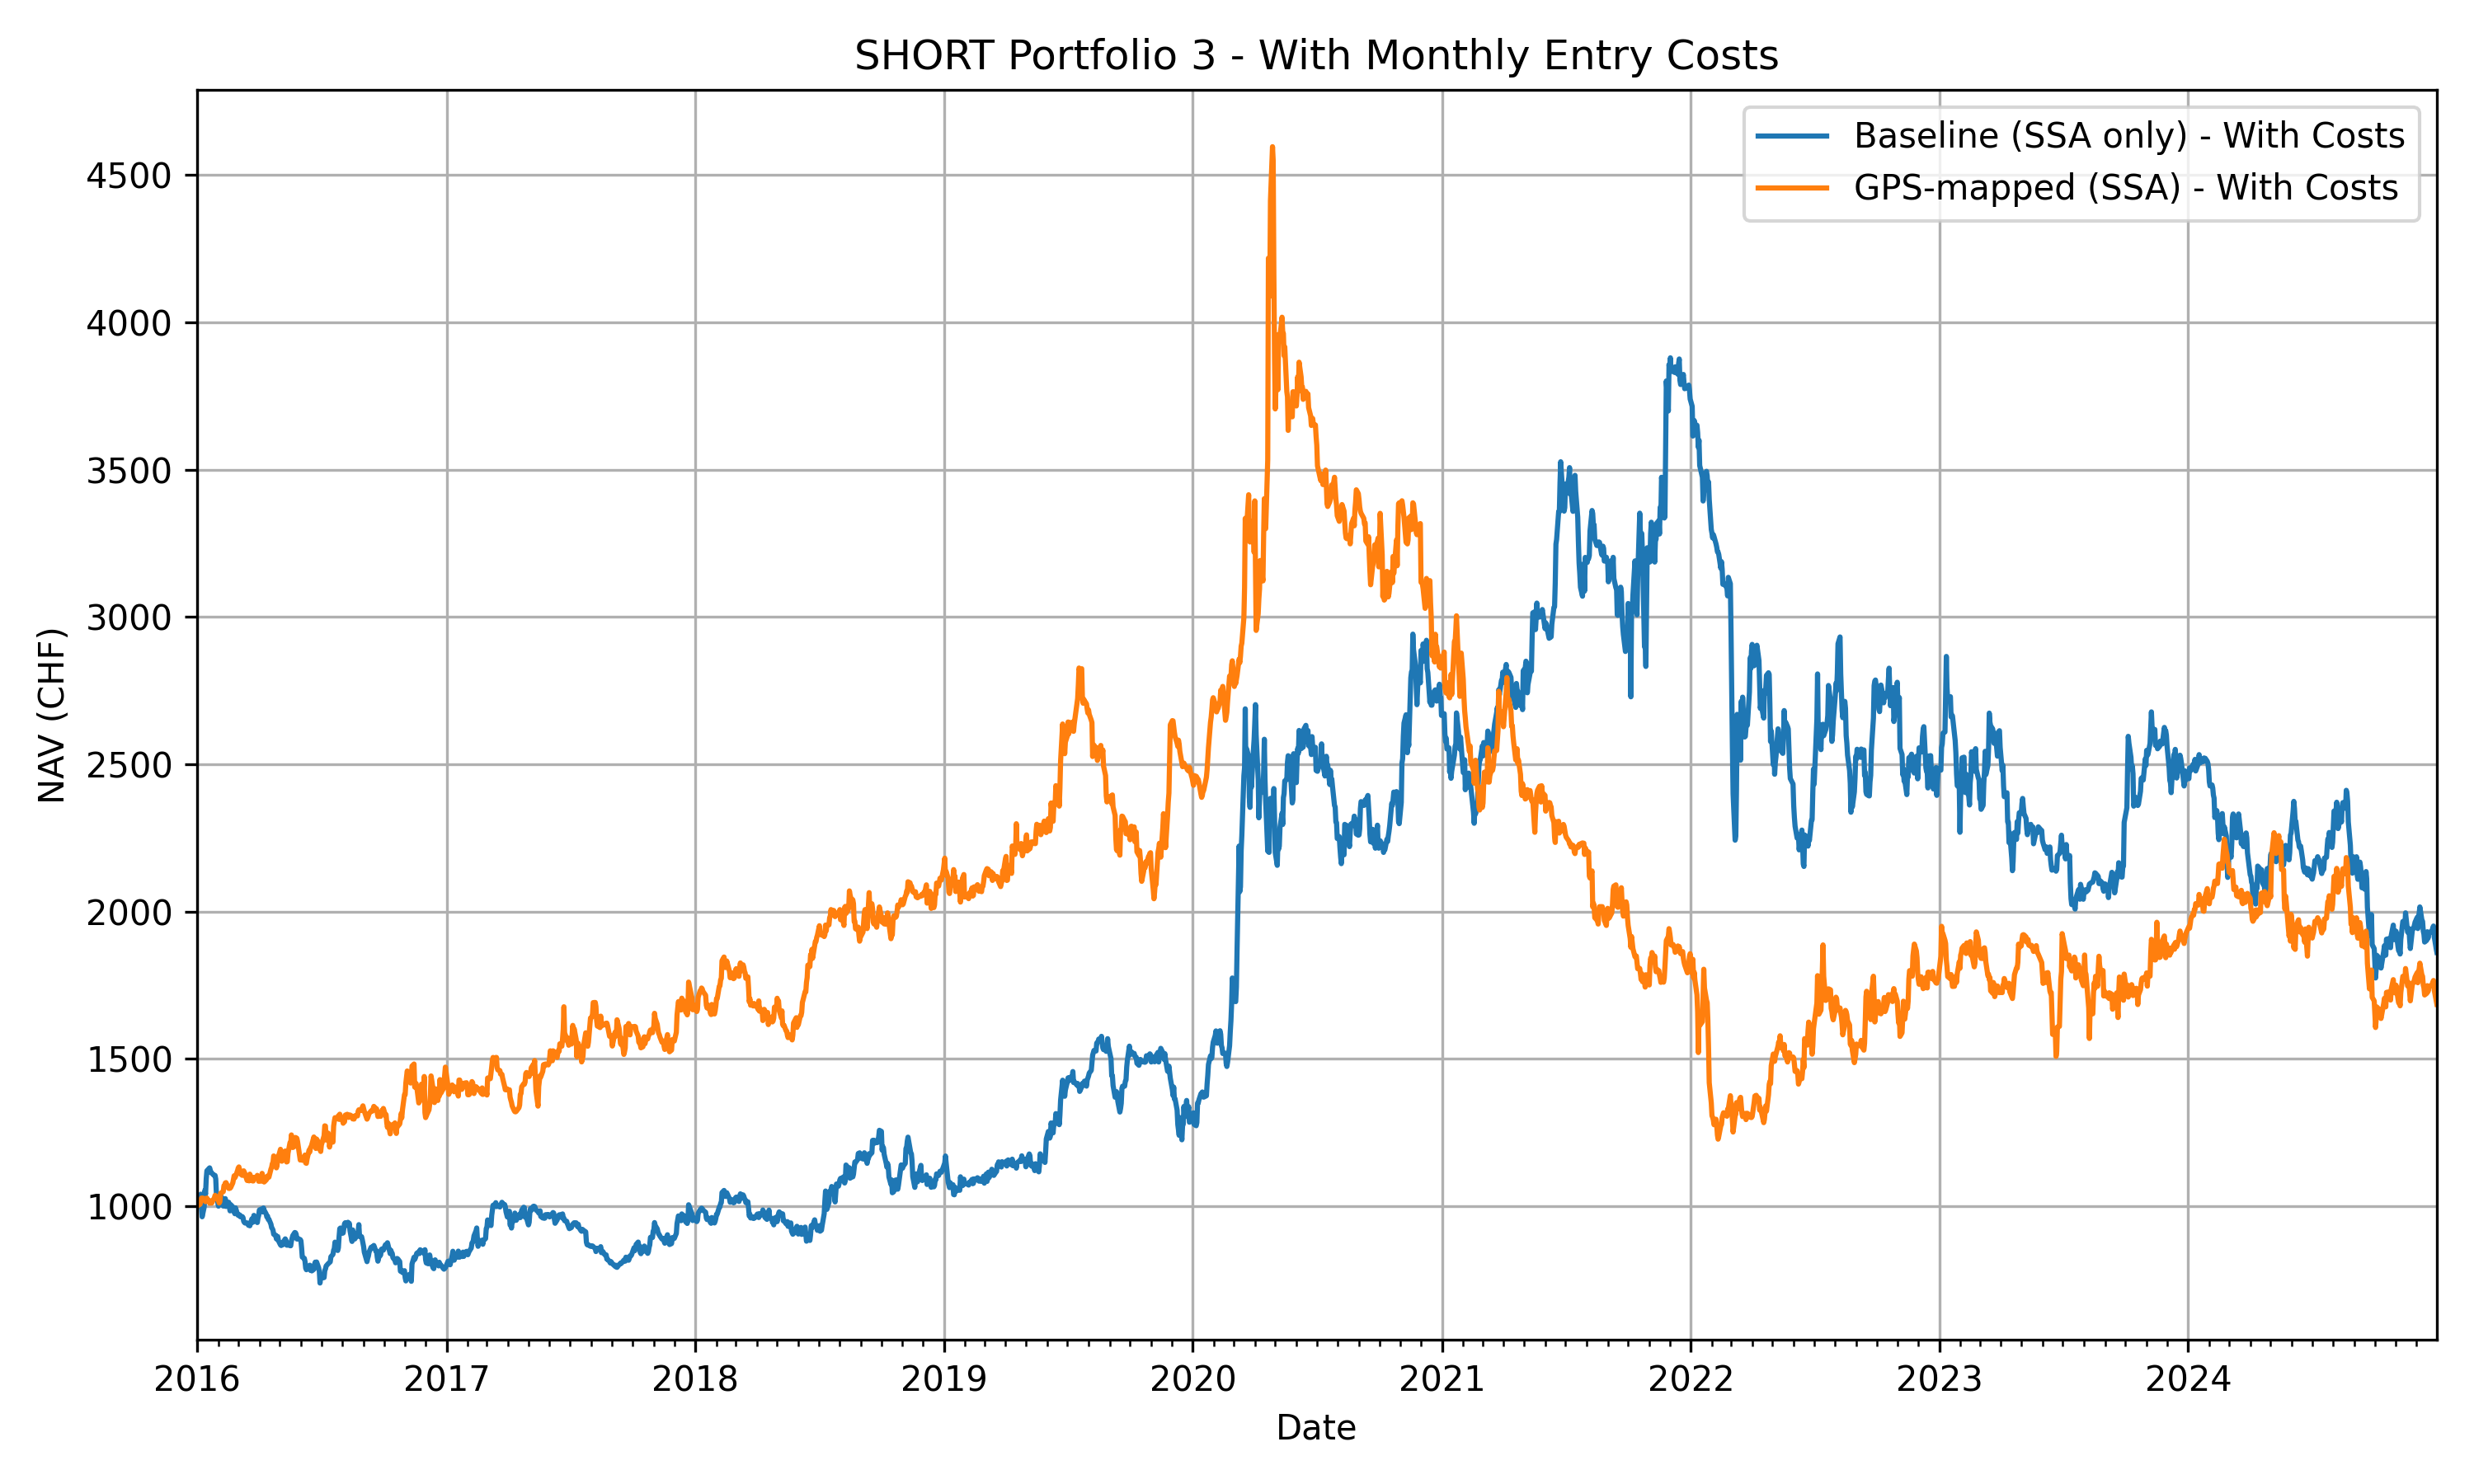 SHORT Portfolio 3 - With Monthly Entry Costs
Baseline (SSA only) - With Costs
GPS-mapped (SSA) - With Costs
NAV (CHF)
4500
4000
3500
3000
2500
2000
1500
1000
2016 2017 2018 2019 2020 2021 2022 2023 2024
Date